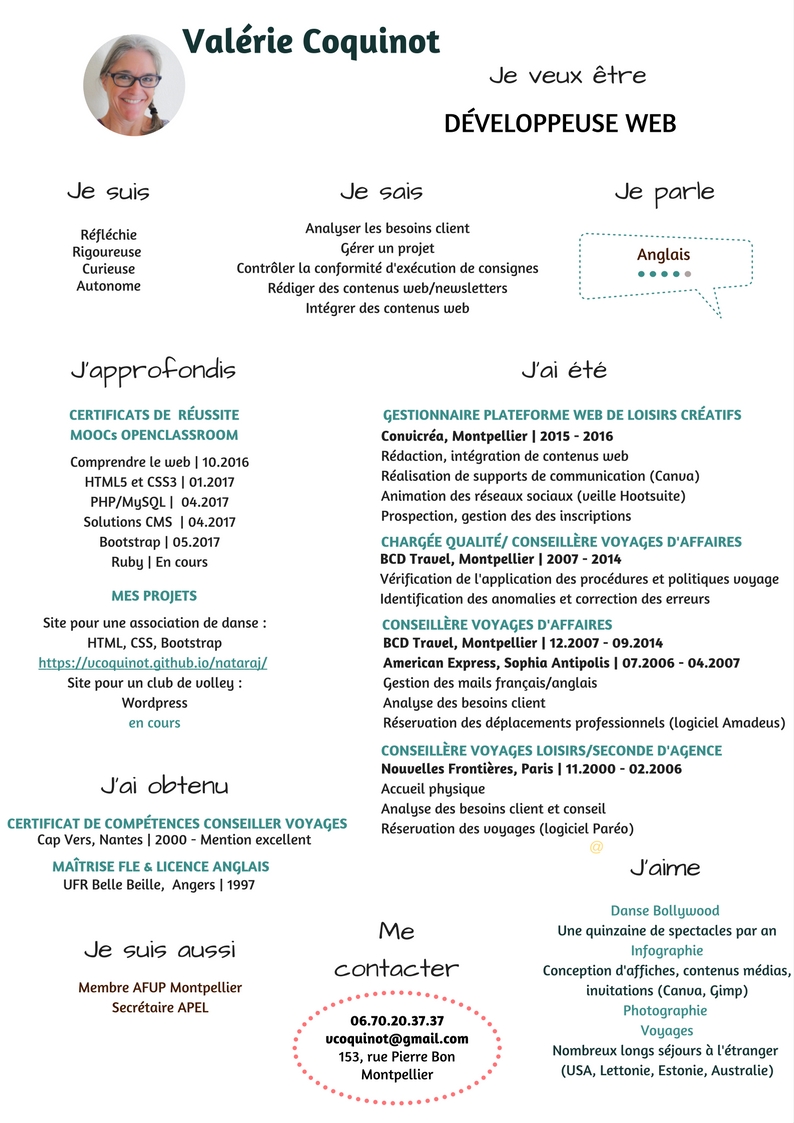 Valérie Coquinot
Je veux être
DÉVELOPPEUSE WEB
Je suis
Réfléchie
Rigoureuse
Curieuse
Autonome
Je sais
Analyser les besoins client
Gérer un projet
Contrôler la conformité d'exécution de consignes
Rédiger des contenus web/newsletters
Intégrer des contenus web
Je parle
Anglais
J'approfondis
CERTIFICATS DE RÉUSSITE
MOOCs OPENCLASSROOM
Comprendre le web | 10.2016
HTML5 et CSS3 | 01.2017
PHP/MySQL | 04.2017
Solutions CMS | 04.2017
Bootstrap | 05.2017
Ruby | En cours
MES PROJETS
Site pour une association de danse :
HTML, CSS, Bootstrap
https://vcoquinot.github.io/nataraj/
Site pour un club de volley :
Wordpress
en cours
J'ai été
GESTIONNAIRE PLATEFORME WEB DE LOISIRS CRÉATIFS
Convicréa, Montpellier | 2015 - 2016
Rédaction, intégration de contenus web
Réalisation de supports de communication (Canva)
Animation des réseaux sociaux (veille Hootsuite)
Prospection, gestion des des inscriptions
CHARGÉE QUALITÉ/ CONSEILLÈRE VOYAGES D'AFFAIRES
BCD Travel, Montpellier | 2007 - 2014
Vérification de l'application des procédures et politiques voyage
Identification des anomalies et correction des erreurs
CONSEILLÈRE VOYAGES D'AFFAIRES
BCD Travel, Montpellier | 12.2007 - 09.2014
American Express, Sophia Antipolis | 07.2006 - 04.2007
Gestion des mails français/anglais
Analyse des besoins client
Réservation des déplacements professionnels (logiciel Amadeus)
CONSEILLÈRE VOYAGES LOISIRS/SECONDE D'AGENCE
Nouvelles Frontières, Paris | 11.2000 - 02.2006
Accueil physique
Analyse des besoins client et conseil
Réservation des voyages (logiciel Paréo)
@
J'ai obtenu
CERTIFICAT DE COMPÉTENCES CONSEILLER VOYAGES
Cap Vers, Nantes | 2000 - Mention excellent
MAÎTRISE FLE & LICENCE ANGLAIS
UFR Belle Beille, Angers | 1997
Je suis aussi
Membre AFUP Montpellier
Secrétaire APEL
Me
contacter
06.70.20.37.37
vcoquinot@gmail.com
153, rue Pierre Bon
Montpellier
J'aime
Danse Bollywood
Une quinzaine de spectacles par an
Infographie
Conception d'affiches, contenus médias,
invitations (Canva, Gimp)
Photographie
Voyages
Nombreux longs séjours à l'étranger
(USA, Lettonie, Estonie, Australie)